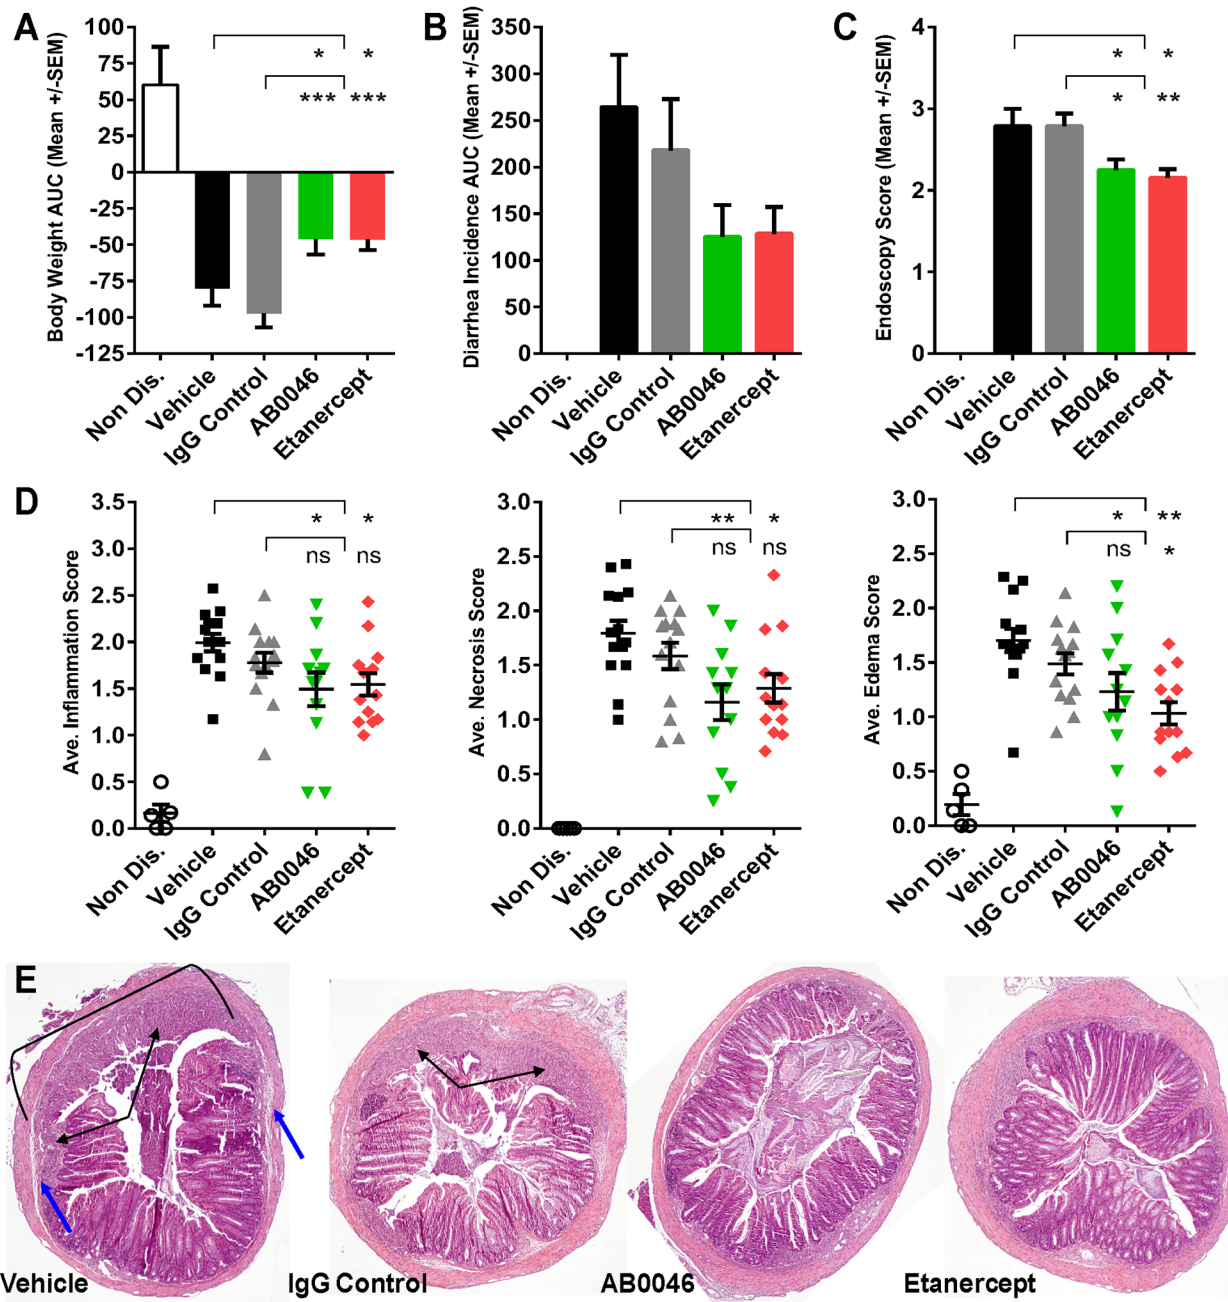 A
Body Weight AUC (Mean +/-SEM)
100
75
50
25
0
-25
-50
-75
-100
-125
* *
*** ***
Non Dis.
Vehicle
IgG Control
AB0046
Etanercept
B
Diarrhea Incidence AUC (Mean +/-SEM)
350
300
250
200
150
100
50
0
Non Dis.
Vehicle
IgG Control
AB0046
Etanercept
C
Endoscopy Score (Mean +/-SEM)
4
3
2
1
0
* *
* **
Non Dis.
Vehicle
IgG Control
AB0046
Etanercept
D
Ave. Inflammation Score
3.5
3.0
2.5
2.0
1.5
1.0
0.5
0.0
* *
ns ns
Non Dis.
Vehicle
IgG Control
AB0046
Etanercept
Ave. Necrosis Score
3.0
2.5
2.0
1.5
1.0
0.5
0.0
** *
ns ns
Non Dis.
Vehicle
IgG Control
AB0046
Etanercept
Ave. Edema Score
3.0
2.5
2.0
1.5
1.0
0.5
0.0
* **
ns *
Non Dis.
Vehicle
IgG Control
AB0046
Etanercept
E
Vehicle
IgG Control
AB0046
Etanercept